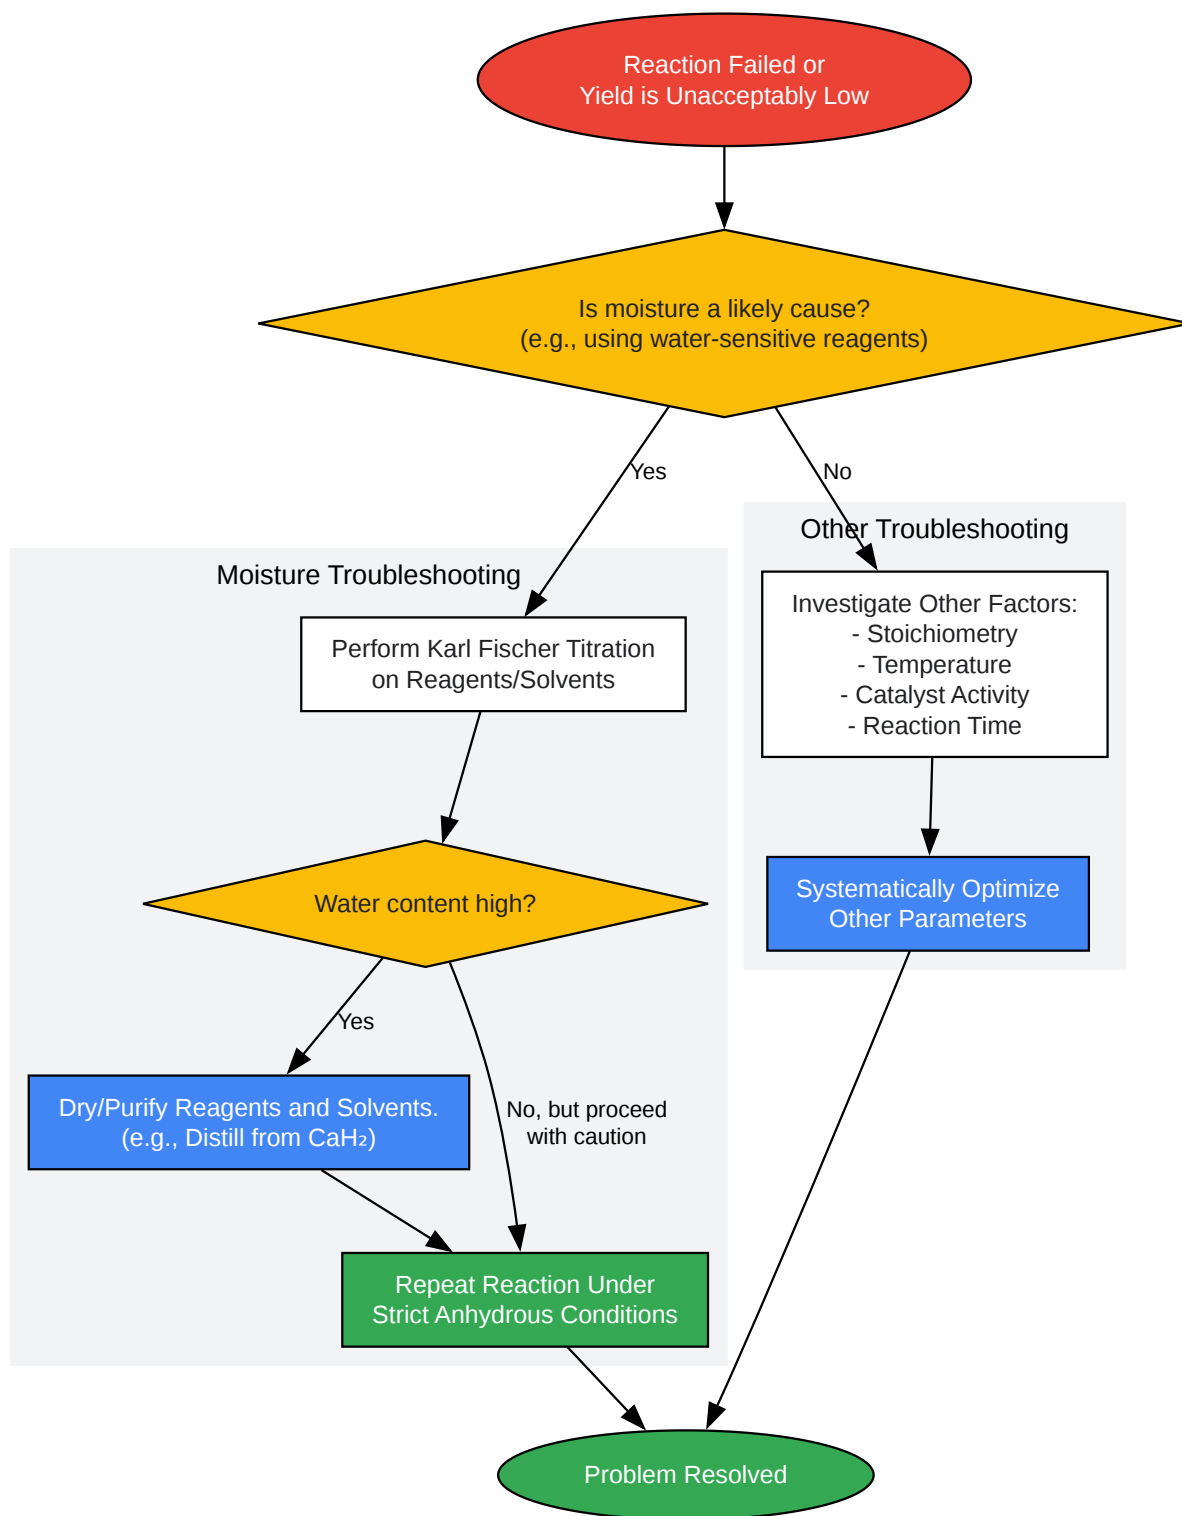 Reaction Failed or
Yield is Unacceptably Low
Is moisture a likely cause?
(e.g., using water-sensitive reagents)
Yes
No
Moisture Troubleshooting
Perform Karl Fischer Titration
on Reagents/Solvents
Water content high?
Yes
No, but proceed
with caution
Dry/Purify Reagents and Solvents.
(e.g., Distill from CaH₂)
Repeat Reaction Under
Strict Anhydrous Conditions
Other Troubleshooting
Investigate Other Factors:
- Stoichiometry
- Temperature
- Catalyst Activity
- Reaction Time
Systematically Optimize
Other Parameters
Problem Resolved